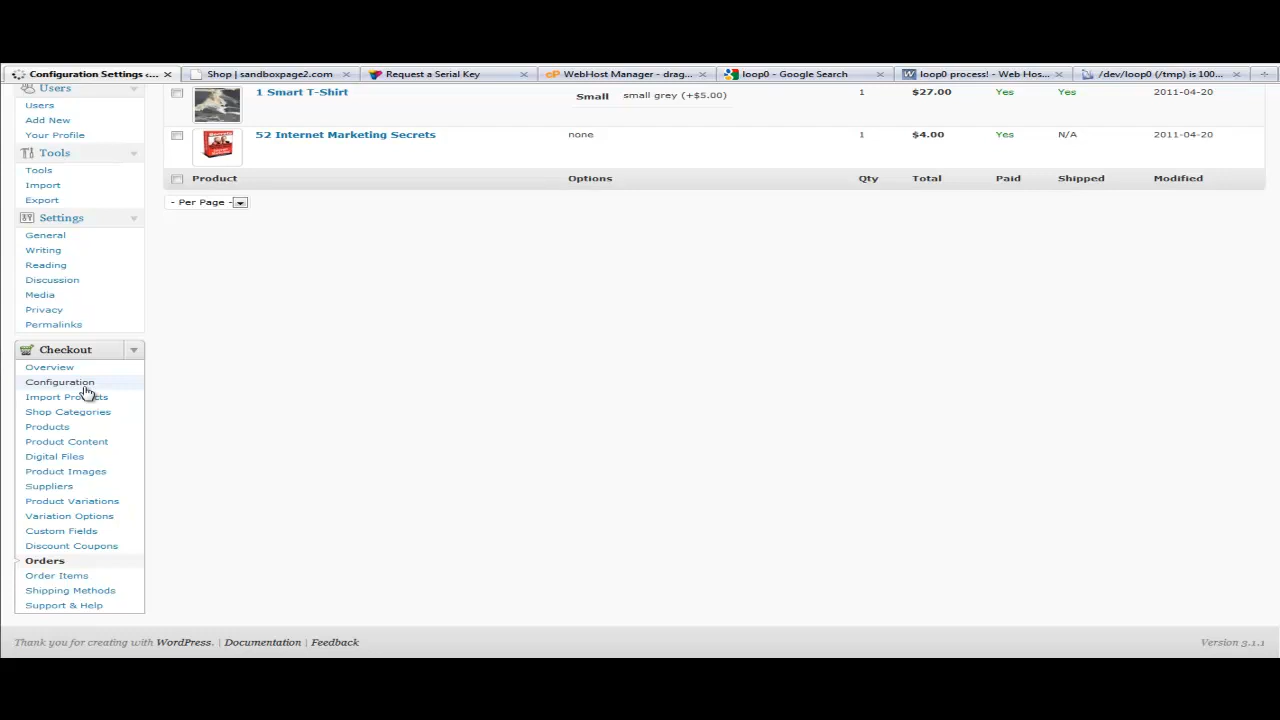 Configuration Settings ‹...
Shop | sandboxpage2.com
Request a Serial Key
WebHost Manager - drag...
loop0 - Google Search
loop0 process! - Web Hos...
/dev/loop0 (/tmp) is 100...
Users
Users
Add New
Your Profile
Tools
Tools
Import
Export
Settings
General
Writing
Reading
Discussion
Media
Privacy
Permalinks
Checkout
Overview
Configuration
Import Products
Shop Categories
Products
Product Content
Digital Files
Product Images
Suppliers
Product Variations
Variation Options
Custom Fields
Discount Coupons
Orders
Order Items
Shipping Methods
Support & Help
1 Smart T-Shirt Small small grey (+$5.00) 1 $27.00 Yes Yes 2011-04-20
52 Internet Marketing Secrets none 1 $4.00 Yes N/A 2011-04-20
Product Options Qty Total Paid Shipped Modified
- Per Page -
Thank you for creating with WordPress. | Documentation | Feedback
Version 3.1.1